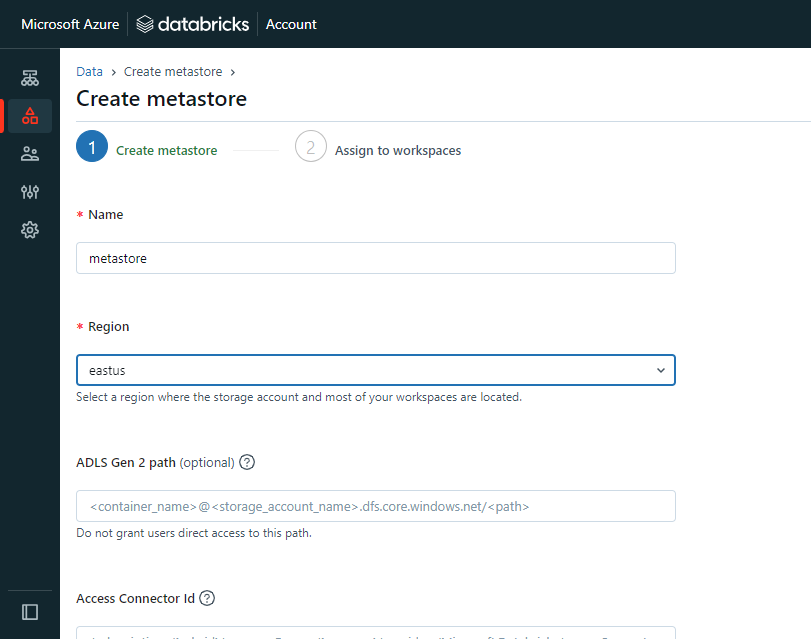 Microsoft Azure databricks Account
Data > Create metastore >
Create metastore
1 Create metastore 2 Assign to workspaces
* Name
metastore
* Region
eastus
Select a region where the storage account and most of your workspaces are located.
ADLS Gen 2 path (optional) ?
<container_name>@<storage_account_name>.dfs.core.windows.net/<path>
Do not grant users direct access to this path.
Access Connector Id ?